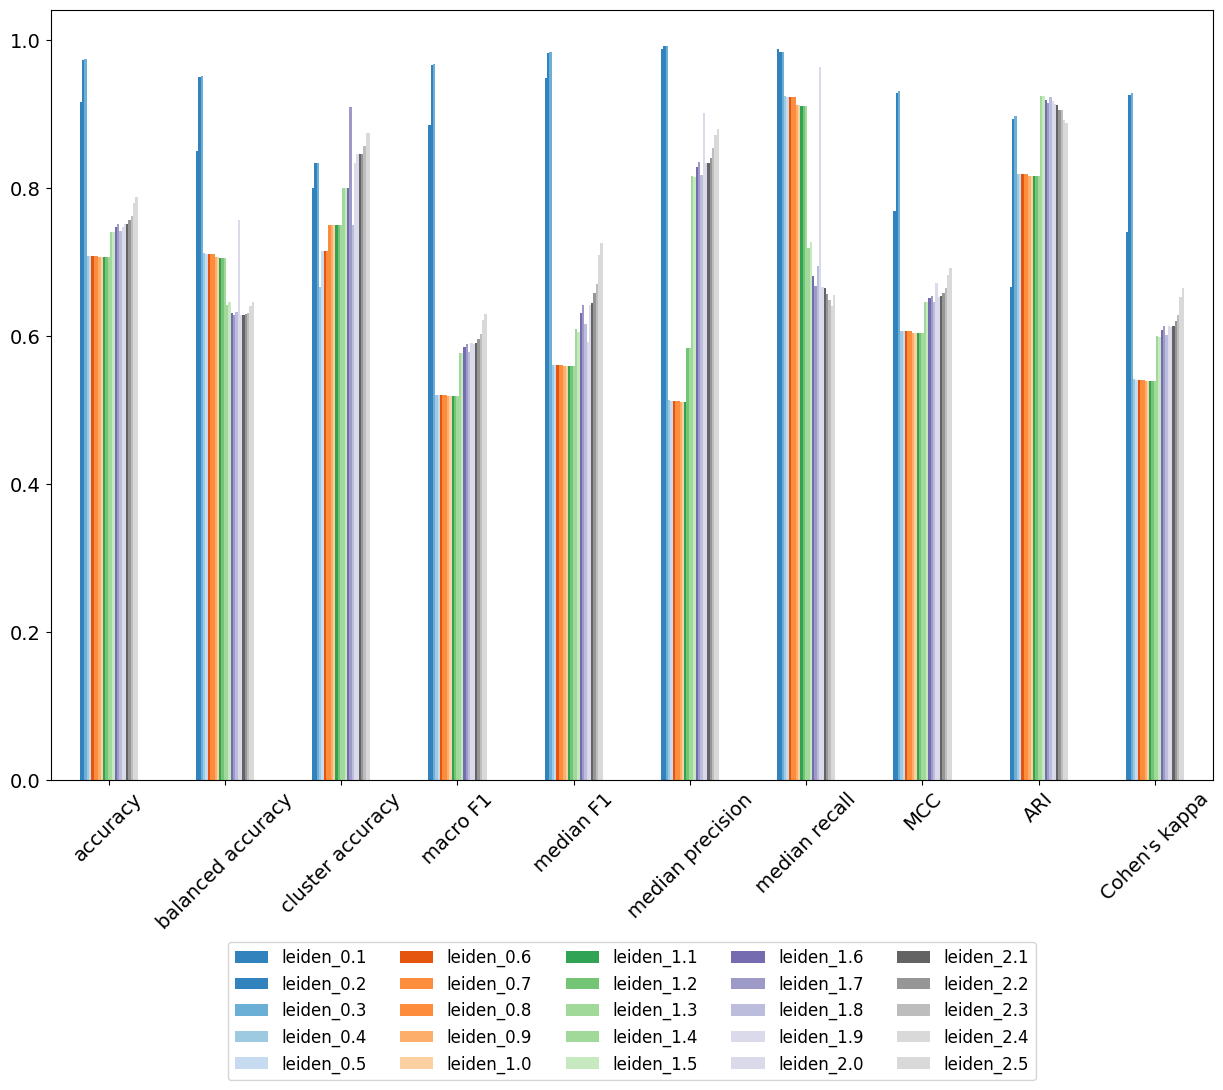 1.0
0.8
0.6
0.4
0.2
0.0
accuracy
balanced accuracy
cluster accuracy
macro F1
median F1
median precision
median recall
MCC
ARI
Cohen's kappa
leiden_0.1
leiden_0.2
leiden_0.3
leiden_0.4
leiden_0.5
leiden_0.6
leiden_0.7
leiden_0.8
leiden_0.9
leiden_1.0
leiden_1.1
leiden_1.2
leiden_1.3
leiden_1.4
leiden_1.5
leiden_1.6
leiden_1.7
leiden_1.8
leiden_1.9
leiden_2.0
leiden_2.1
leiden_2.2
leiden_2.3
leiden_2.4
leiden_2.5